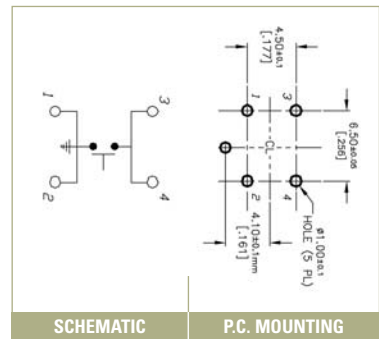 1
2
3
4
4.50±0.1
[.177]
1
3
6.50±0.05
[.256]
CL
2
4
4.10±0.1mm
[.161]
ø1.00±0.1
HOLE (5 PL)
SCHEMATIC
P.C. MOUNTING